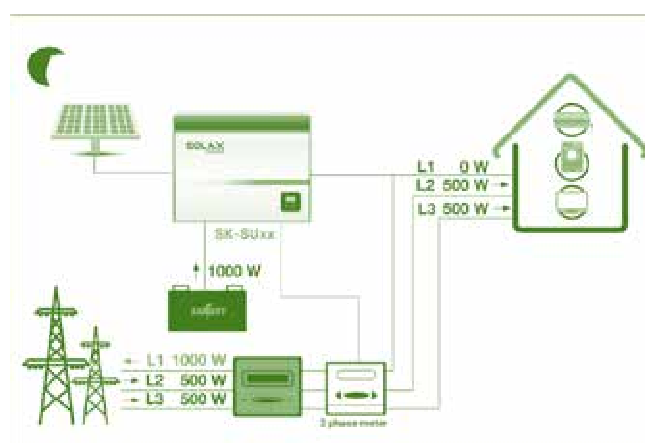 SOLAX
SK-SUxx
1000 W
L1 0 W
L2 500 W
L3 500 W
L1 1000 W
L2 500 W
L3 500 W
3 phase meter